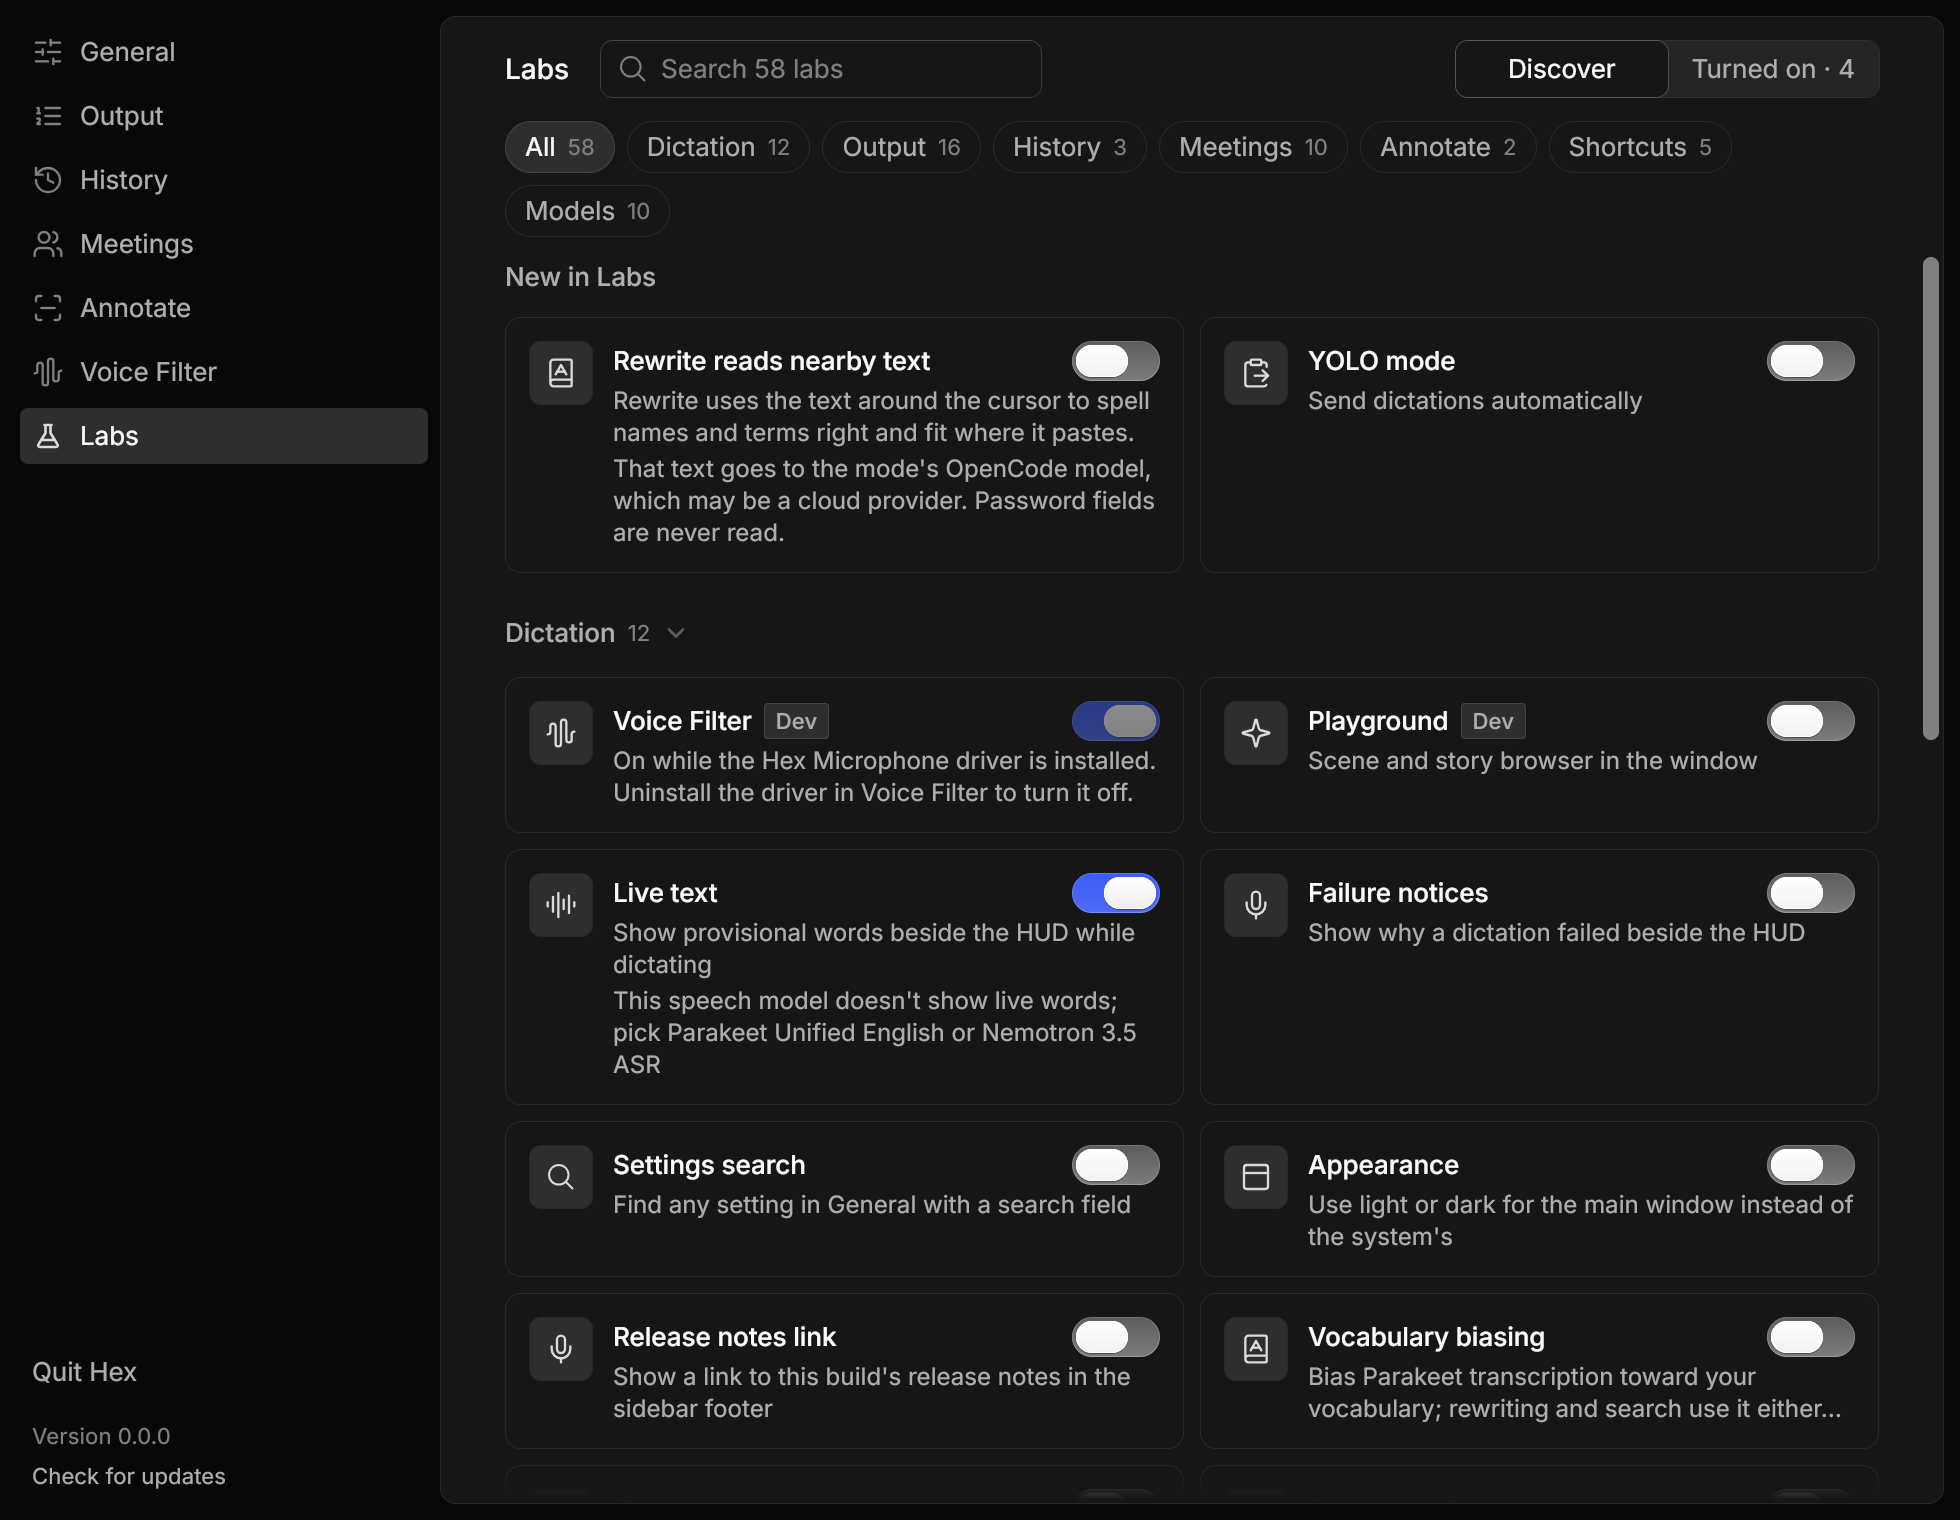 General
Output
History
Meetings
Annotate
Voice Filter
Labs
Quit Hex
Version 0.0.0
Check for updates
Labs
Search 58 labs
Discover
Turned on · 4
All 58
Dictation 12
Output 16
History 3
Meetings 10
Annotate 2
Shortcuts 5
Models 10
New in Labs
Rewrite reads nearby text
Rewrite uses the text around the cursor to spell
names and terms right and fit where it pastes.
That text goes to the mode's OpenCode model,
which may be a cloud provider. Password fields
are never read.
YOLO mode
Send dictations automatically
Dictation 12
Voice Filter Dev
On while the Hex Microphone driver is installed.
Uninstall the driver in Voice Filter to turn it off.
Playground Dev
Scene and story browser in the window
Live text
Show provisional words beside the HUD while
dictating
This speech model doesn't show live words;
pick Parakeet Unified English or Nemotron 3.5
ASR
Failure notices
Show why a dictation failed beside the HUD
Settings search
Find any setting in General with a search field
Appearance
Use light or dark for the main window instead of
the system's
Release notes link
Show a link to this build's release notes in the
sidebar footer
Vocabulary biasing
Bias Parakeet transcription toward your
vocabulary; rewriting and search use it either...